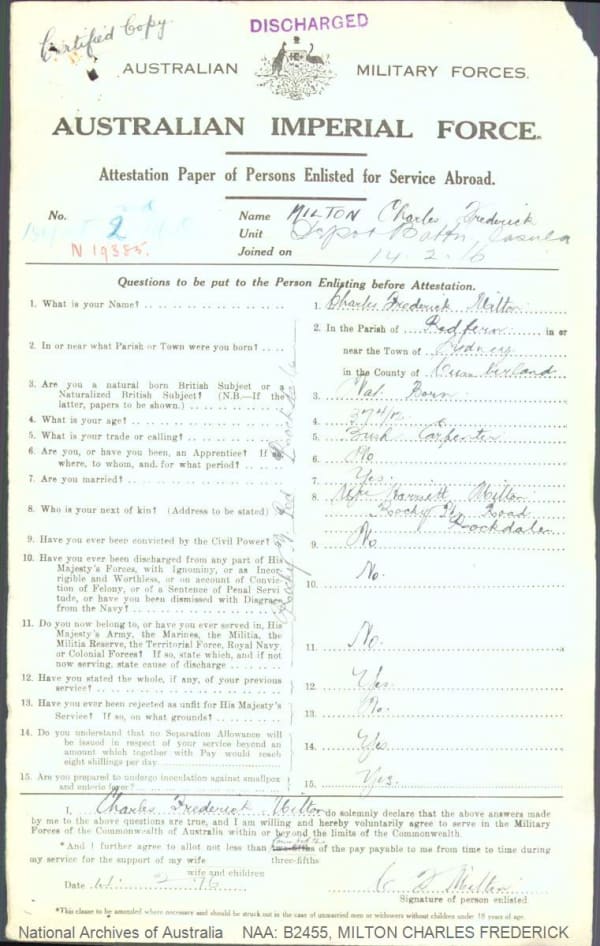 Certified Copy
DISCHARGED
AUSTRALIAN MILITARY FORCES.
AUSTRALIAN IMPERIAL FORCE.
Attestation Paper of Persons Enlisted for Service Abroad.
No. 2 Name MILTON Charles Frederick
N 19385. Unit Depot Battn, Casula
Joined on 14.2.16
Questions to be put to the Person Enlisting before Attestation.
1. What is your Name? 1. Charles Frederick Milton
2. In or near what Parish or Town were you born? 2. In the Parish of Redfern in or
near the Town of Sydney
in the County of Cumberland
3. Are you a natural born British Subject or a
Naturalized British Subject? (N.B.—If the
latter, papers to be shown.) 3. Nat. Born
4. What is your age? 4. 37 4/12
5. What is your trade or calling? 5. Bush Carpenter
6. Are you, or have you been, an Apprentice? If so,
where, to whom, and for what period? 6. No
7. Are you married? 7. Yes.
8. Who is your next of kin? (Address to be stated) 8. Wife Harriett Milton
Rocky Pt Road
Rockdale
9. Have you ever been convicted by the Civil Power? 9. No
10. Have you ever been discharged from any part of His
Majesty's Forces, with Ignominy, or as Incor-
rigible and Worthless, or on account of Convic-
tion of Felony, or of a Sentence of Penal Servi-
tude, or have you been dismissed with Disgrace
from the Navy? 10. No.
11. Do you now belong to, or have you ever served in, His
Majesty's Army, the Marines, the Militia, the
Militia Reserve, the Territorial Force, Royal Navy
or Colonial Forces? If so, state which, and if not
now serving, state cause of discharge 11. No.
12. Have you stated the whole, if any, of your previous
service? 12. Yes
13. Have you ever been rejected as unfit for His Majesty's
Service? If so, on what grounds? 13. No.
14. Do you understand that no Separation Allowance will
be issued in respect of your service beyond an
amount which together with Pay would reach
eight shillings per day 14. Yes
15. Are you prepared to undergo inoculation against smallpox
and enteric fever? 15. Yes.
I, Charles Frederick Milton do solemnly declare that the above answers made
by me to the above questions are true, and I am willing and hereby voluntarily agree to serve in the Military
Forces of the Commonwealth of Australia within or beyond the limits of the Commonwealth.
*And I further agree to allot not less than two-fifths of the pay payable to me from time to time during
my service for the support of my wife three-fifths
wife and children
Date 2 16 C F Milton
Signature of person enlisted.
*This clause to be amended where necessary and should be struck out in the case of unmarried men or widowers without children under 18 years of age.
National Archives of Australia NAA: B2455, MILTON CHARLES FREDERICK